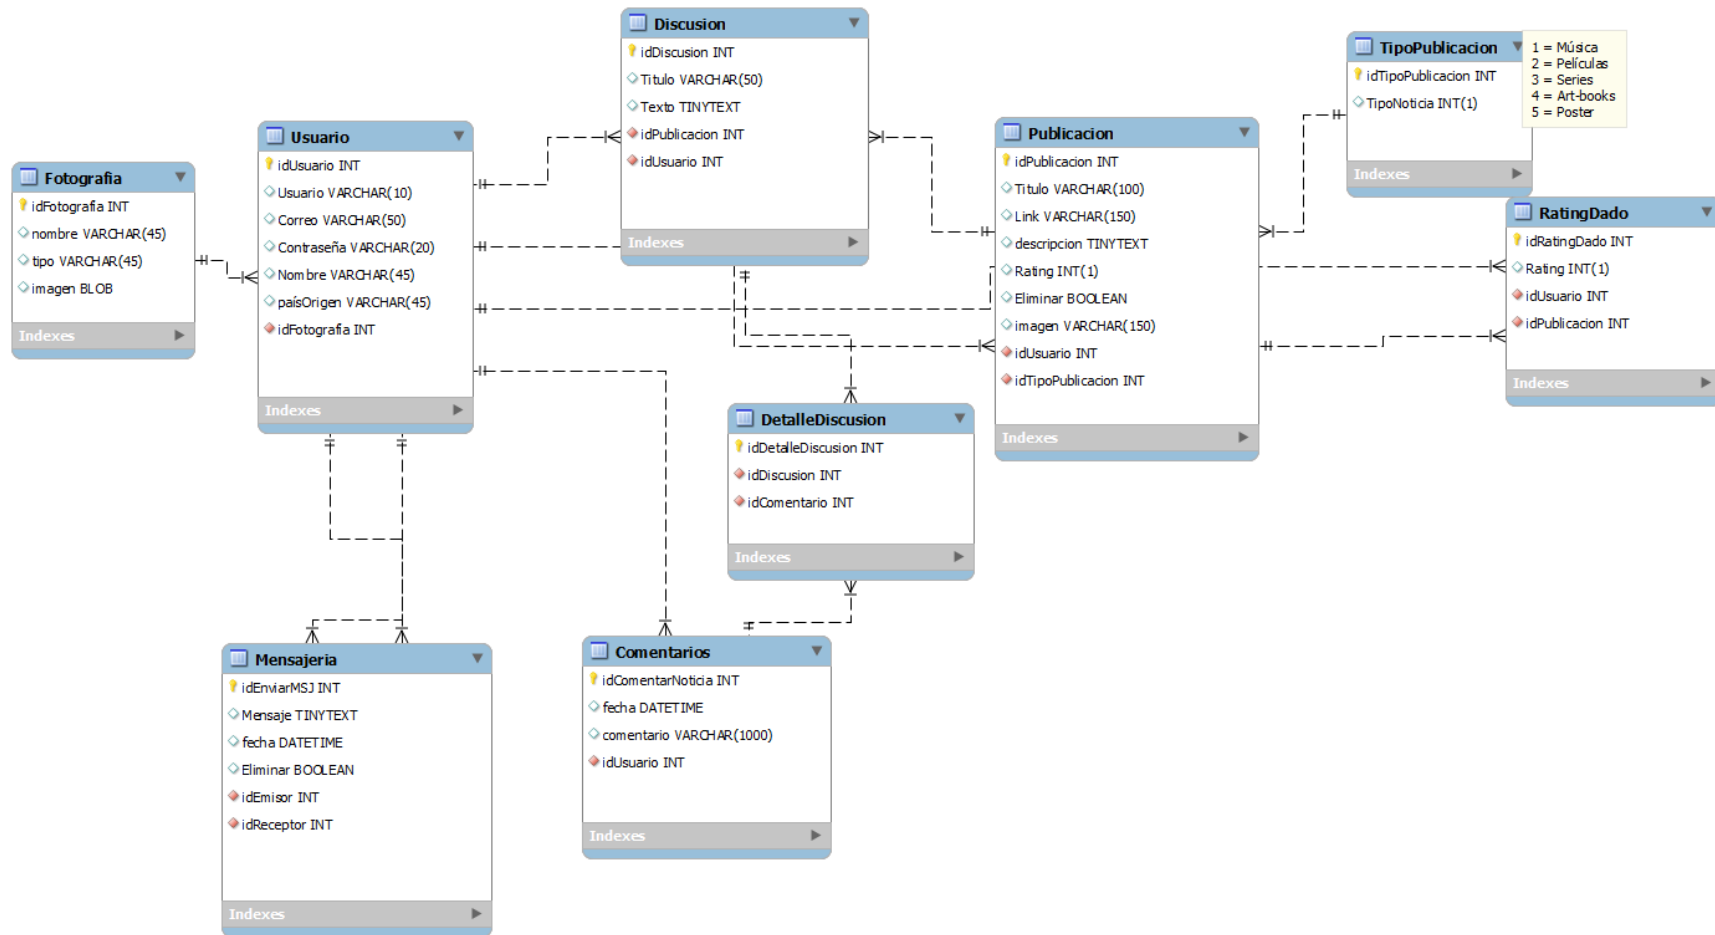 Discusion
idDiscusion INT
Titulo VARCHAR(50)
Texto TINYTEXT
idPublicacion INT
idUsuario INT
Indexes
TipoPublicacion
idTipoPublicacion INT
TipoNoticia INT(1)
Indexes
1 = Música
2 = Películas
3 = Series
4 = Art-books
5 = Poster
Usuario
idUsuario INT
Usuario VARCHAR(10)
Correo VARCHAR(50)
Contraseña VARCHAR(20)
Nombre VARCHAR(45)
paísOrigen VARCHAR(45)
idFotografia INT
Indexes
Publicacion
idPublicacion INT
Titulo VARCHAR(100)
Link VARCHAR(150)
descripcion TINYTEXT
Rating INT(1)
Eliminar BOOLEAN
imagen VARCHAR(150)
idUsuario INT
idTipoPublicacion INT
Indexes
Fotografia
idFotografia INT
nombre VARCHAR(45)
tipo VARCHAR(45)
imagen BLOB
Indexes
RatingDado
idRatingDado INT
Rating INT(1)
idUsuario INT
idPublicacion INT
Indexes
DetalleDiscusion
idDetalleDiscusion INT
idDiscusion INT
idComentario INT
Indexes
Mensajeria
idEnviarMSJ INT
Mensaje TINYTEXT
fecha DATETIME
Eliminar BOOLEAN
idEmisor INT
idReceptor INT
Indexes
Comentarios
idComentarNoticia INT
fecha DATETIME
comentario VARCHAR(1000)
idUsuario INT
Indexes